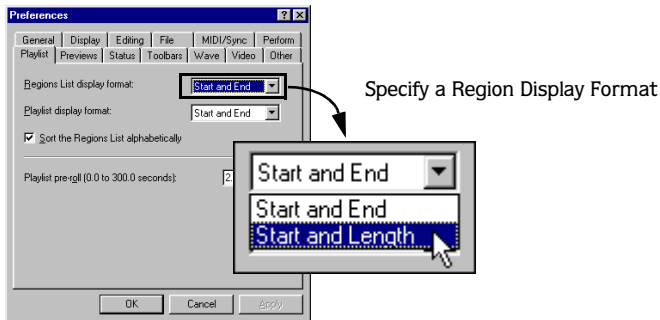 Preferences
General Display Editing File MIDI/Sync Perform
Playlist Previews Status Toolbars Wave Video Other
Regions List display format: Start and End
Specify a Region Display Format
Playlist display format: Start and End
Sort the Regions List alphabetically
Playlist pre-roll (0.0 to 300.0 seconds): 2.
Start and End
Start and End
Start and Length
OK Cancel Apply